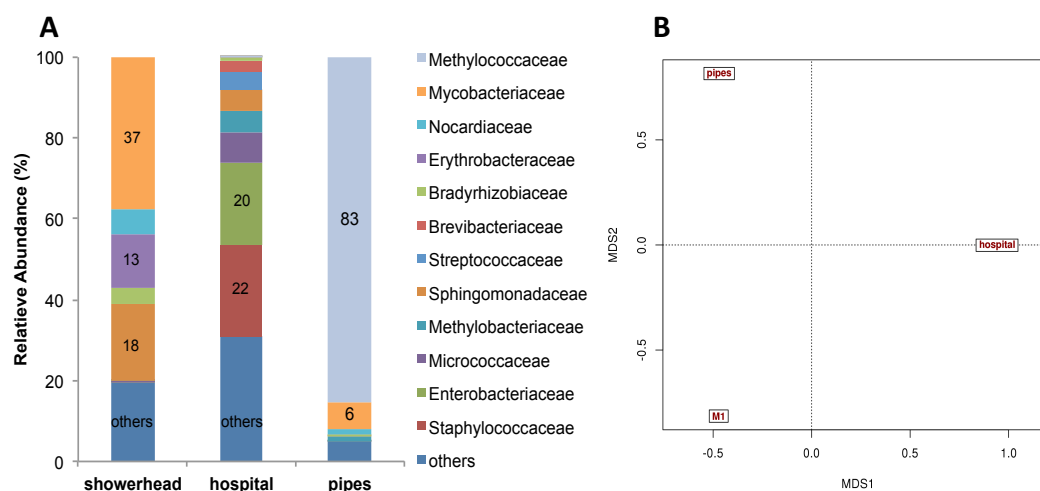 A
Relatieve Abundance (%)
100
80
60
40
20
0
37
13
18
others
20
22
others
83
6
showerhead hospital pipes
Methylococcaceae
Mycobacteriaceae
Nocardiaceae
Erythrobacteraceae
Bradyrhizobiaceae
Brevibacteriaceae
Streptococcaceae
Sphingomonadaceae
Methylobacteriaceae
Micrococcaceae
Enterobacteriaceae
Staphylococcaceae
others
B
MDS2
0.5
0.0
-0.5
pipes
hospital
M1
-0.5 0.0 0.5 1.0
MDS1